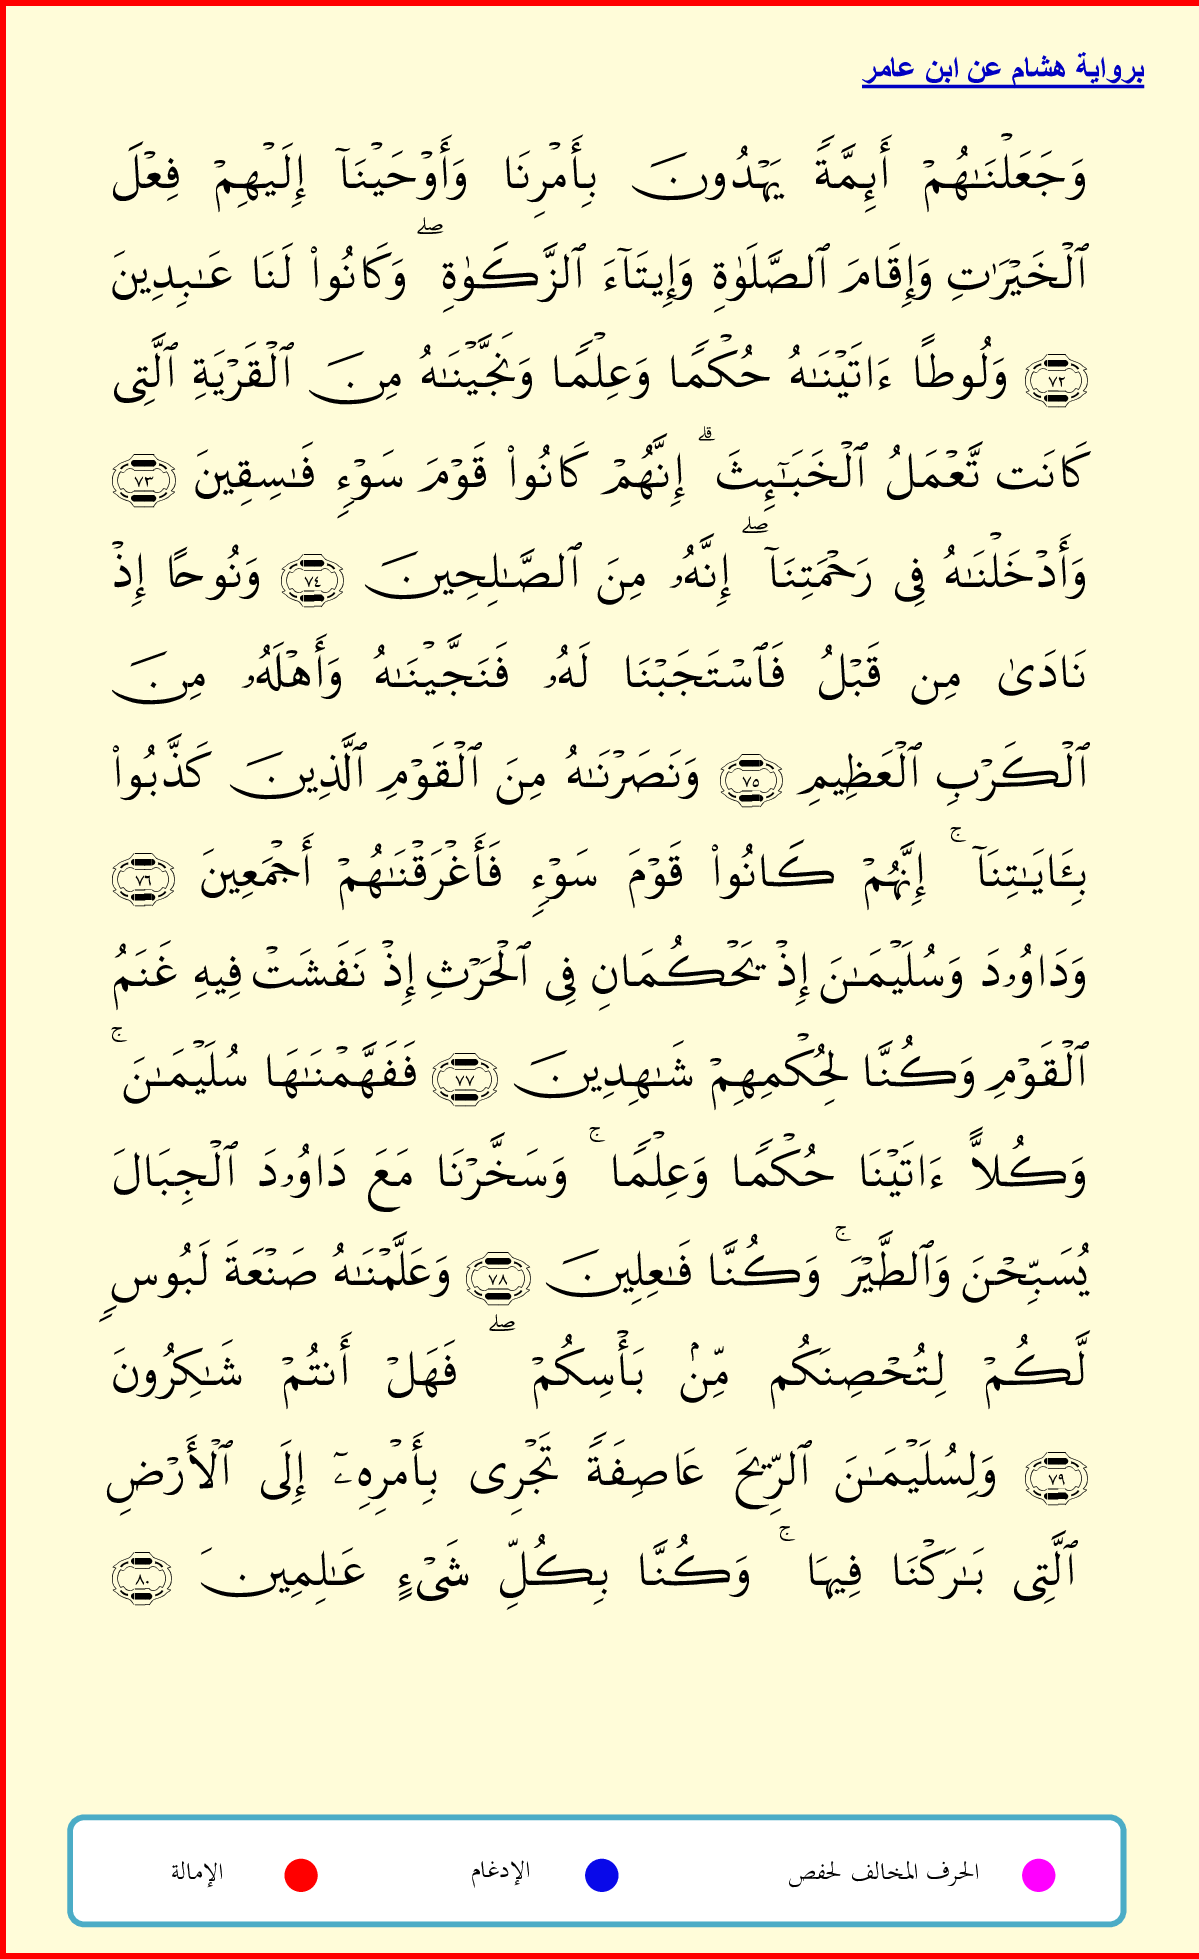 برواية هشام عن ابن عامر
وَجَعَلْنَٰهُمْ أَئِمَّةً يَهْدُونَ بِأَمْرِنَا وَأَوْحَيْنَآ إِلَيْهِمْ فِعْلَ
ٱلْخَيْرَٰتِ وَإِقَامَ ٱلصَّلَوٰةِ وَإِيتَآءَ ٱلزَّكَوٰةِ ۖ وَكَانُواْ لَنَا عَٰبِدِينَ
٧٢ وَلُوطًا ءَاتَيْنَٰهُ حُكْمًا وَعِلْمًا وَنَجَّيْنَٰهُ مِنَ ٱلْقَرْيَةِ ٱلَّتِى
كَانَت تَّعْمَلُ ٱلْخَبَٰٓئِثَ ۗ إِنَّهُمْ كَانُواْ قَوْمَ سَوْءٍ فَٰسِقِينَ ٧٣
وَأَدْخَلْنَٰهُ فِى رَحْمَتِنَآ ۖ إِنَّهُۥ مِنَ ٱلصَّٰلِحِينَ ٧٤ وَنُوحًا إِذْ
نَادَىٰ مِن قَبْلُ فَٱسْتَجَبْنَا لَهُۥ فَنَجَّيْنَٰهُ وَأَهْلَهُۥ مِنَ
ٱلْكَرْبِ ٱلْعَظِيمِ ٧٥ وَنَصَرْنَٰهُ مِنَ ٱلْقَوْمِ ٱلَّذِينَ كَذَّبُواْ
بِـَٔايَٰتِنَآ ۚ إِنَّهُمْ كَانُواْ قَوْمَ سَوْءٍ فَأَغْرَقْنَٰهُمْ أَجْمَعِينَ ٧٦
وَدَاوُۥدَ وَسُلَيْمَٰنَ إِذْ يَحْكُمَانِ فِى ٱلْحَرْثِ إِذْ نَفَشَتْ فِيهِ غَنَمُ
ٱلْقَوْمِ وَكُنَّا لِحُكْمِهِمْ شَٰهِدِينَ ٧٧ فَفَهَّمْنَٰهَا سُلَيْمَٰنَ ۚ
وَكُلاًّ ءَاتَيْنَا حُكْمًا وَعِلْمًا ۚ وَسَخَّرْنَا مَعَ دَاوُۥدَ ٱلْجِبَالَ
يُسَبِّحْنَ وَٱلطَّيْرَ ۚ وَكُنَّا فَٰعِلِينَ ٧٨ وَعَلَّمْنَٰهُ صَنْعَةَ لَبُوسٍ
لَّكُمْ لِتُحْصِنَكُم مِّنۢ بَأْسِكُمْ ۖ فَهَلْ أَنتُمْ شَٰكِرُونَ
٧٩ وَلِسُلَيْمَٰنَ ٱلرِّيحَ عَاصِفَةً تَجْرِى بِأَمْرِهِۦٓ إِلَى ٱلْأَرْضِ
ٱلَّتِى بَٰرَكْنَا فِيهَا ۚ وَكُنَّا بِكُلِّ شَىْءٍ عَٰلِمِينَ ٨٠
الحرف المخالف لحفص الإدغام الإمالة